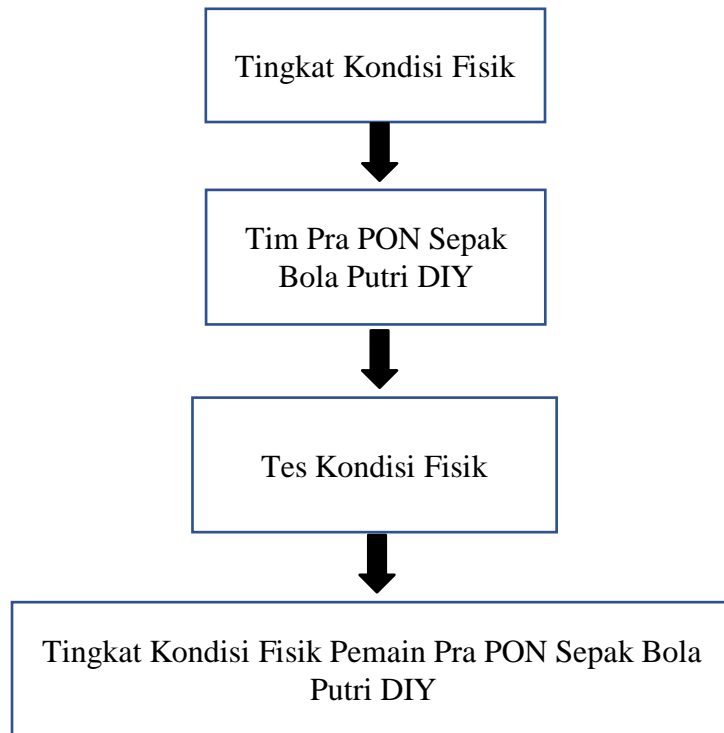 Tingkat Kondisi Fisik
Tim Pra PON Sepak
Bola Putri DIY
Tes Kondisi Fisik
Tingkat Kondisi Fisik Pemain Pra PON Sepak Bola
Putri DIY